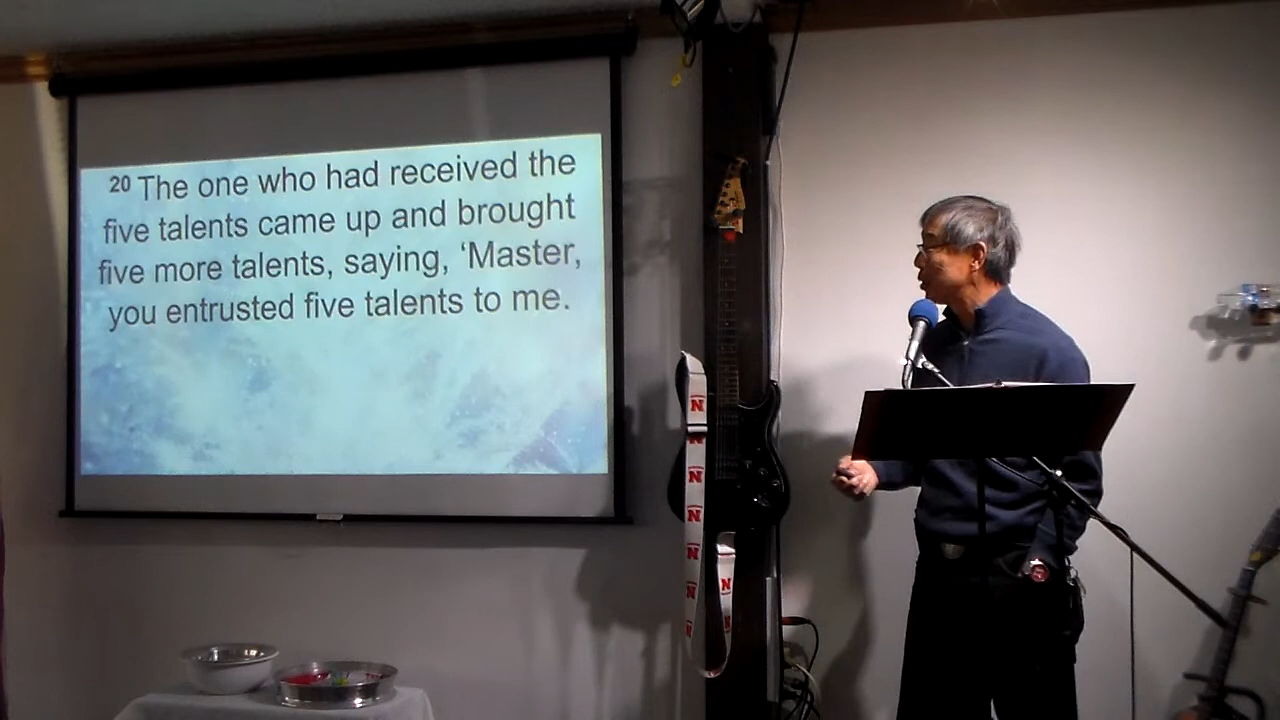 20 The one who had received the
five talents came up and brought
five more talents, saying, ‘Master,
you entrusted five talents to me.
N
N
N
N
N
N
N
N